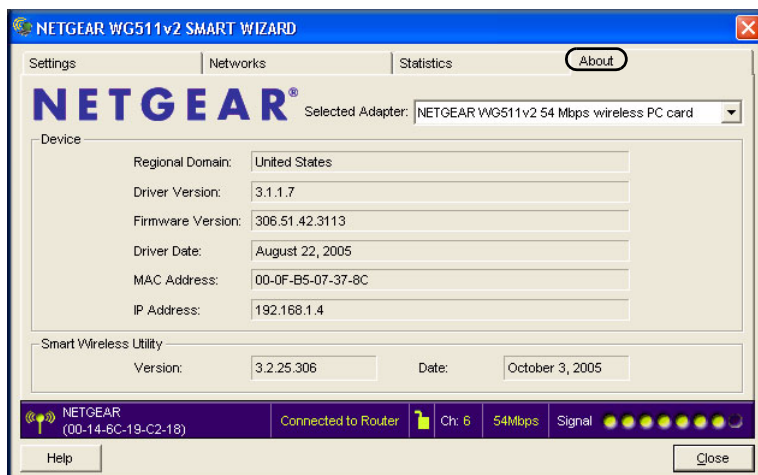 NETGEAR WG511v2 SMART WIZARD
Settings Networks Statistics About
NETGEAR® Selected Adapter: NETGEAR WG511v2 54 Mbps wireless PC card
Device
Regional Domain: United States
Driver Version: 3.1.1.7
Firmware Version: 306.51.42.3113
Driver Date: August 22, 2005
MAC Address: 00-0F-B5-07-37-8C
IP Address: 192.168.1.4
Smart Wireless Utility
Version: 3.2.25.306 Date: October 3, 2005
NETGEAR
(00-14-6C-19-C2-18) Connected to Router Ch: 6 54Mbps Signal
Help Close